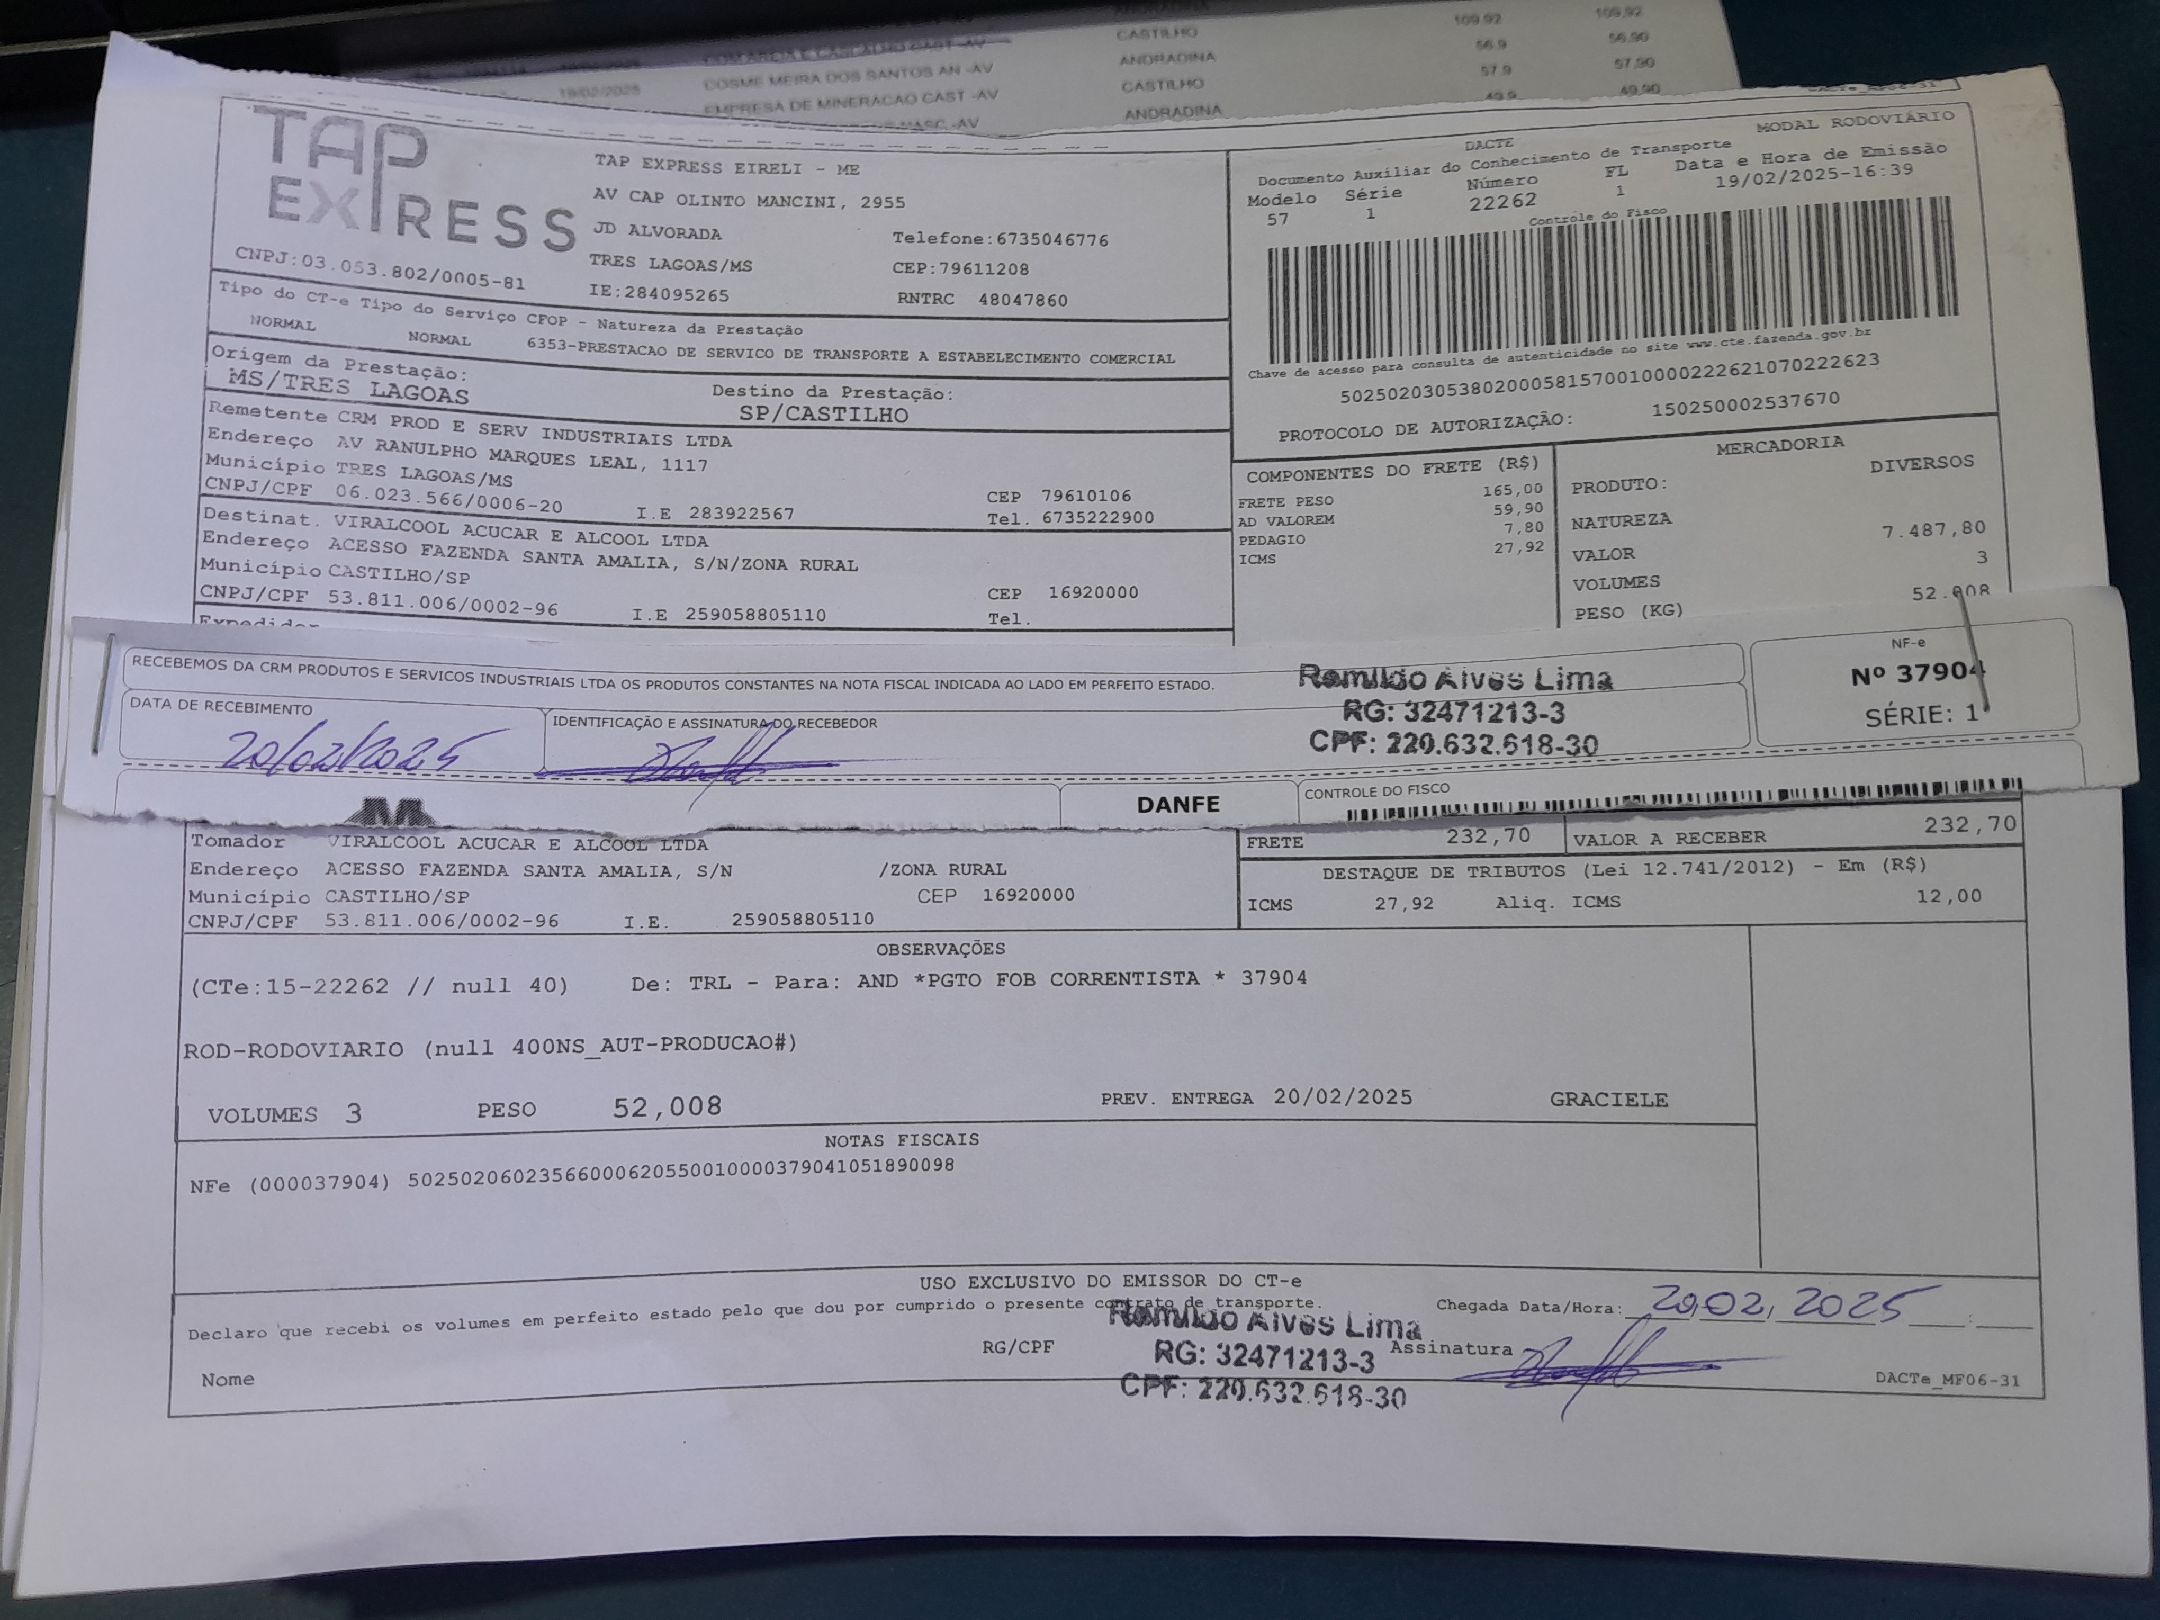 ANDRADINA 109.92 109,92
CASTILHO 56.9 56,90
COSME MEIRA DOS SANTOS AN -AV ANDRADINA 57.9 57,90
19/02/2025 EMPRESA DE MINERACAO CAST -AV CASTILHO 49.9 49,90
ANDRADINA
TAP EXPRESS
CNPJ:03.053.802/0005-81
TAP EXPRESS EIRELI - ME
AV CAP OLINTO MANCINI, 2955
JD ALVORADA Telefone:6735046776
TRES LAGOAS/MS CEP:79611208
IE:284095265 RNTRC 48047860
DACTE MODAL RODOVIÁRIO
Documento Auxiliar do Conhecimento de Transporte
Modelo Série Número FL Data e Hora de Emissão
57 1 22262 1 19/02/2025-16:39
Controle do Fisco
Chave de acesso para consulta de autenticidade no site www.cte.fazenda.gov.br
50250203053802000581570010000222621070222623
PROTOCOLO DE AUTORIZAÇÃO: 150250002537670
Tipo do CT-e Tipo do Serviço CFOP - Natureza da Prestação
NORMAL NORMAL 6353-PRESTACAO DE SERVICO DE TRANSPORTE A ESTABELECIMENTO COMERCIAL
Origem da Prestação: Destino da Prestação:
MS/TRES LAGOAS SP/CASTILHO
Remetente CRM PROD E SERV INDUSTRIAIS LTDA
Endereço AV RANULPHO MARQUES LEAL, 1117
Município TRES LAGOAS/MS CEP 79610106
CNPJ/CPF 06.023.566/0006-20 I.E 283922567 Tel. 6735222900
Destinat. VIRALCOOL ACUCAR E ALCOOL LTDA
Endereço ACESSO FAZENDA SANTA AMALIA, S/N/ZONA RURAL
Município CASTILHO/SP CEP 16920000
CNPJ/CPF 53.811.006/0002-96 I.E 259058805110 Tel.
COMPONENTES DO FRETE (R$)
FRETE PESO 165,00
AD VALOREM 59,90
PEDAGIO 7,80
ICMS 27,92
MERCADORIA
PRODUTO: DIVERSOS
NATUREZA
VALOR 7.487,80
VOLUMES 3
PESO (KG) 52.008
RECEBEMOS DA CRM PRODUTOS E SERVICOS INDUSTRIAIS LTDA OS PRODUTOS CONSTANTES NA NOTA FISCAL INDICADA AO LADO EM PERFEITO ESTADO.
DATA DE RECEBIMENTO IDENTIFICAÇÃO E ASSINATURA DO RECEBEDOR
20/02/2025
Romildo Alves Lima
RG: 32471213-3
CPF: 220.632.618-30
NF-e
Nº 37904
SÉRIE: 1
DANFE CONTROLE DO FISCO
Tomador VIRALCOOL ACUCAR E ALCOOL LTDA
Endereço ACESSO FAZENDA SANTA AMALIA, S/N /ZONA RURAL
Município CASTILHO/SP CEP 16920000
CNPJ/CPF 53.811.006/0002-96 I.E. 259058805110
FRETE 232,70 VALOR A RECEBER 232,70
DESTAQUE DE TRIBUTOS (Lei 12.741/2012) - Em (R$)
ICMS 27,92 Aliq. ICMS 12,00
OBSERVAÇÕES
(CTe:15-22262 // null 40) De: TRL - Para: AND *PGTO FOB CORRENTISTA * 37904
ROD-RODOVIARIO (null 400NS_AUT-PRODUCAO#)
VOLUMES 3 PESO 52,008 PREV. ENTREGA 20/02/2025 GRACIELE
NOTAS FISCAIS
NFe (000037904) 50250206023566000620550010000379041051890098
USO EXCLUSIVO DO EMISSOR DO CT-e
Declaro que recebi os volumes em perfeito estado pelo que dou por cumprido o presente contrato de transporte.
Chegada Data/Hora: 20,02, 2025 :
Romildo Alves Lima
RG: 32471213-3
CPF: 220.632.618-30
Nome RG/CPF Assinatura
DACTe_MF06-31